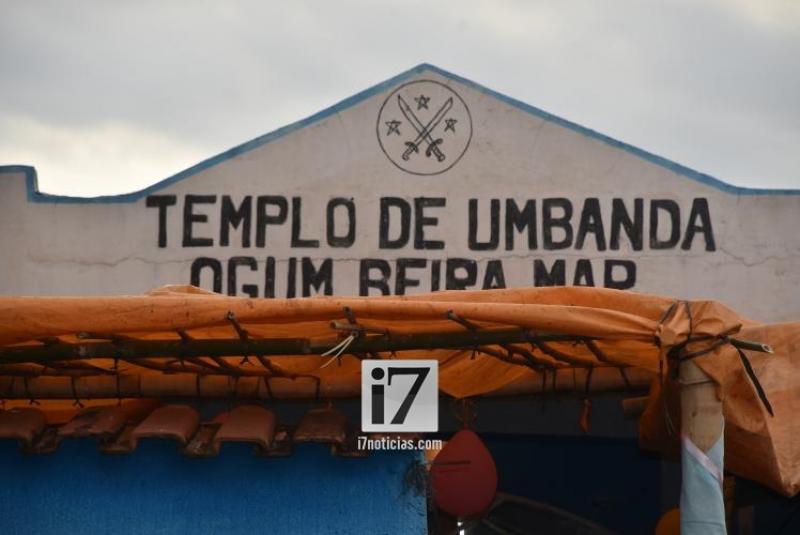 TEMPLO DE UMBANDA
OGUM BEIRA MAR
i7
i7noticias.com